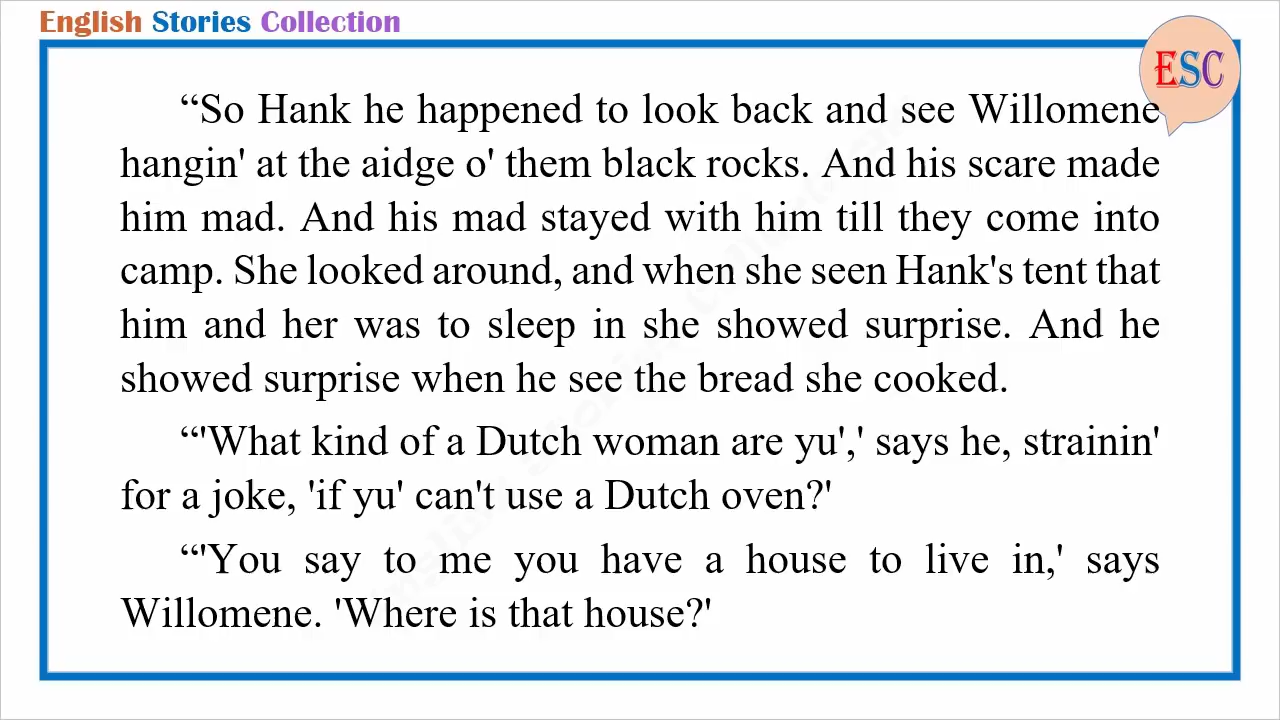 English Stories Collection
ESC
“So Hank he happened to look back and see Willomene
hangin' at the aidge o' them black rocks. And his scare made
him mad. And his mad stayed with him till they come into
camp. She looked around, and when she seen Hank's tent that
him and her was to sleep in she showed surprise. And he
showed surprise when he see the bread she cooked.
“'What kind of a Dutch woman are yu',' says he, strainin'
for a joke, 'if yu' can't use a Dutch oven?'
“'You say to me you have a house to live in,' says
Willomene. 'Where is that house?'